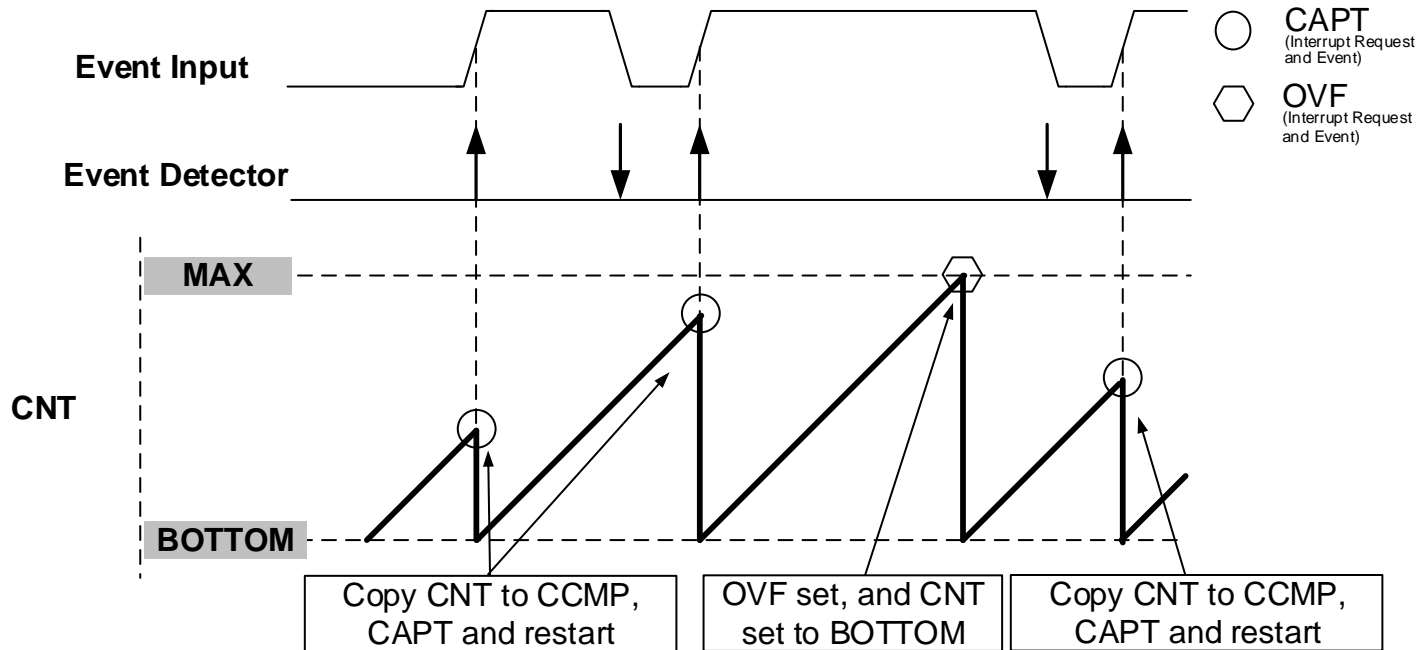 Event Input
CAPT
(Interrupt Request
and Event)
OVF
(Interrupt Request
and Event)
Event Detector
MAX
CNT
BOTTOM
Copy CNT to CCMP,
CAPT and restart
OVF set, and CNT
set to BOTTOM
Copy CNT to CCMP,
CAPT and restart